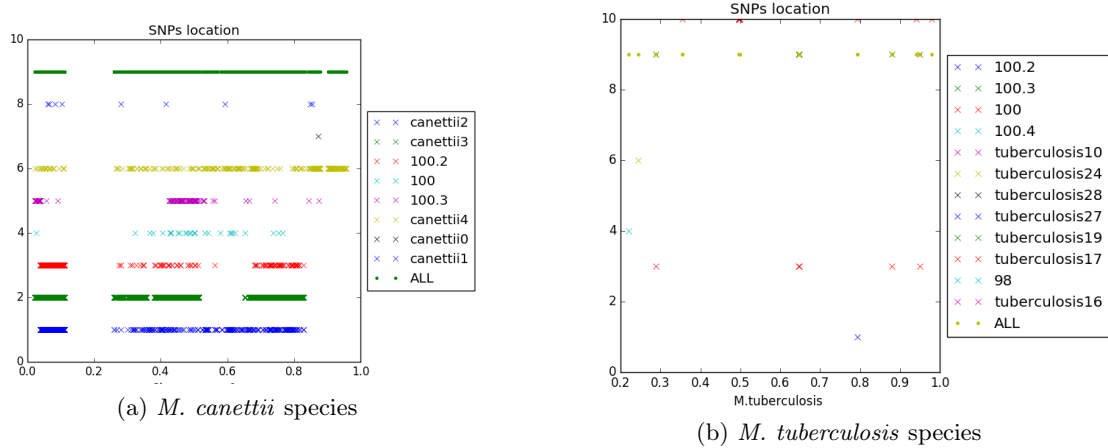 SNPs location
10
8
6
4
2
0
0.0 0.2 0.4 0.6 0.8 1.0
canettii2
canettii3
100.2
100
100.3
canettii4
canettii0
canettii1
ALL
(a) M. canettii species
SNPs location
10
8
6
4
2
0
0.2 0.3 0.4 0.5 0.6 0.7 0.8 0.9 1.0
M.tuberculosis
100.2
100.3
100
100.4
tuberculosis10
tuberculosis24
tuberculosis28
tuberculosis27
tuberculosis19
tuberculosis17
98
tuberculosis16
ALL
(b) M. tuberculosis species